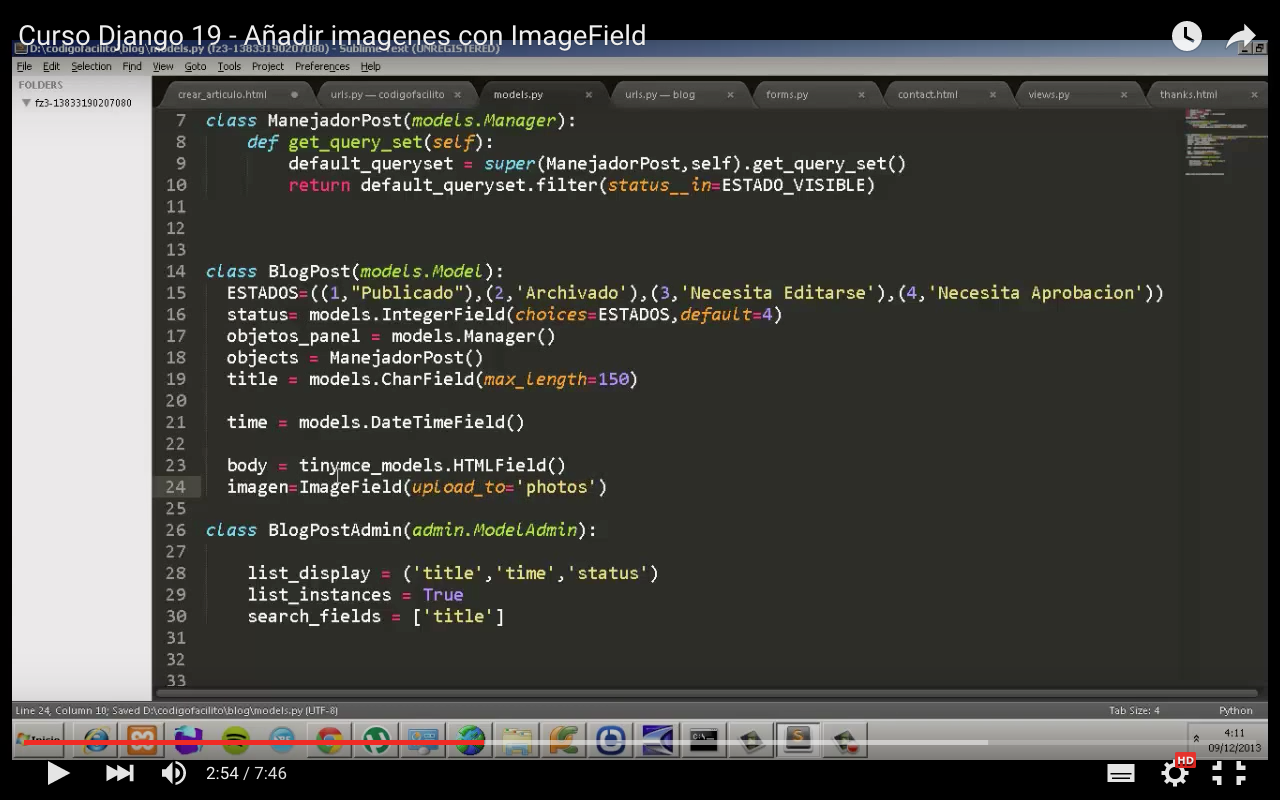 Curso Django 19 - Añadir imagenes con ImageField
D:\codigofacilito\blog\models.py (fz3-13833190207080) - Sublime Text (UNREGISTERED)
File Edit Selection Find View Goto Tools Project Preferences Help
FOLDERS
fz3-13833190207080
crear_articulo.html urls.py — codigofacilito × models.py × urls.py — blog × forms.py × contact.html × views.py × thanks.html ×
7 class ManejadorPost(models.Manager):
8 def get_query_set(self):
9 default_queryset = super(ManejadorPost,self).get_query_set()
10 return default_queryset.filter(status__in=ESTADO_VISIBLE)
11
12
13
14 class BlogPost(models.Model):
15 ESTADOS=((1,"Publicado"),(2,'Archivado'),(3,'Necesita Editarse'),(4,'Necesita Aprobacion'))
16 status= models.IntegerField(choices=ESTADOS,default=4)
17 objetos_panel = models.Manager()
18 objects = ManejadorPost()
19 title = models.CharField(max_length=150)
20
21 time = models.DateTimeField()
22
23 body = tinymce_models.HTMLField()
24 imagen=ImageField(upload_to='photos')
25
26 class BlogPostAdmin(admin.ModelAdmin):
27
28 list_display = ('title','time','status')
29 list_instances = True
30 search_fields = ['title']
31
32
33
Line 24, Column 10; Saved D:\codigofacilito\blog\models.py (UTF-8) Tab Size: 4 Python
Inicio
4:11
09/12/2013
2:54 / 7:46
HD